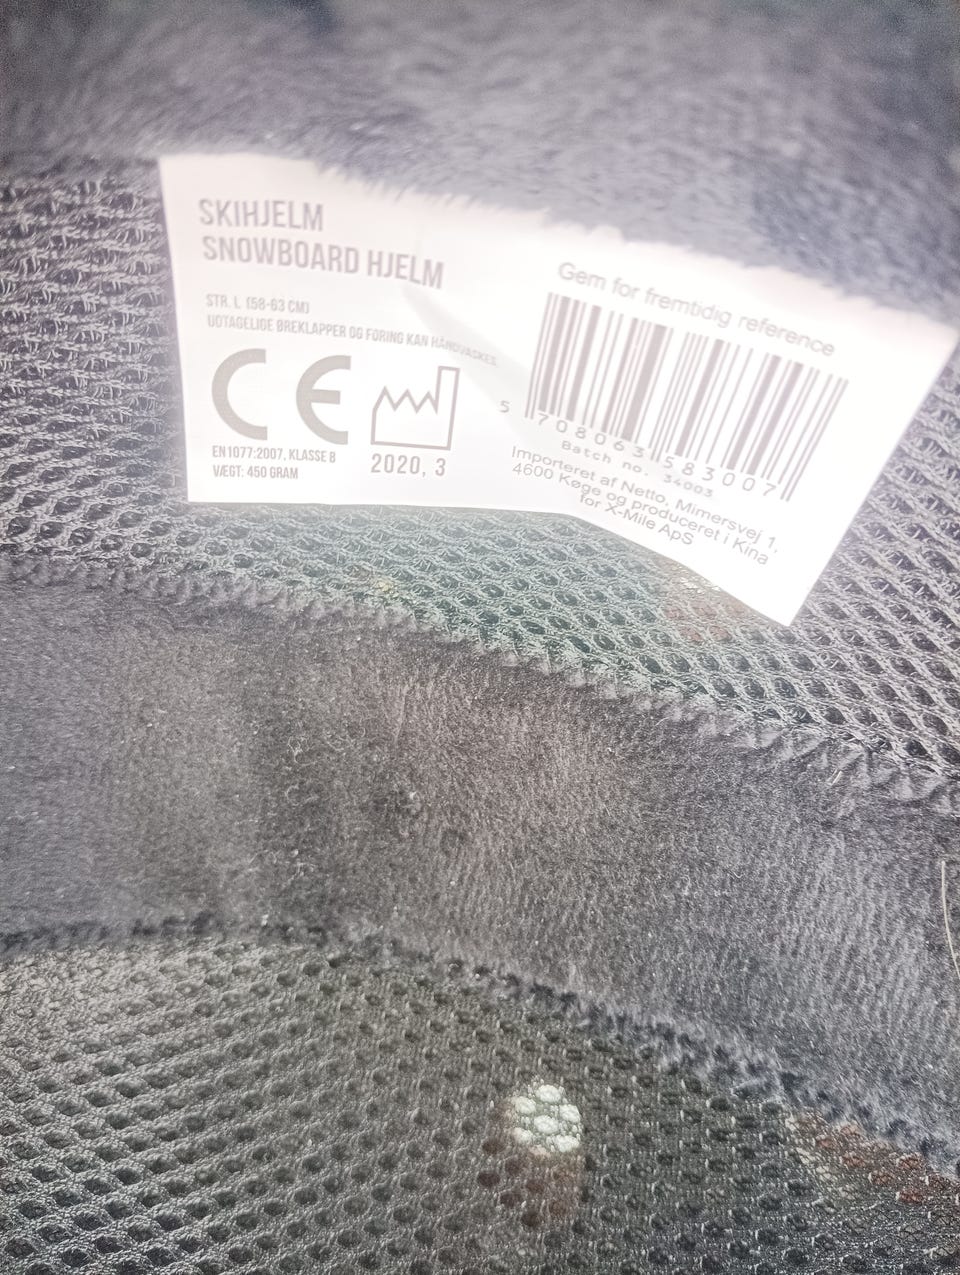 SKIHJELM
SNOWBOARD HJELM
STR. L (58-63 CM)
UDTAGELIGE ØREKLAPPER OG FORING KAN HÅNDVASKES
CE
EN1077:2007, KLASSE B
VÆGT: 450 GRAM
2020, 3
Gem for fremtidig reference
5 708063 583007
Batch no. 34003
Importeret af Netto, Mimersvej 1,
4600 Køge og produceret i Kina
for X-Mile ApS